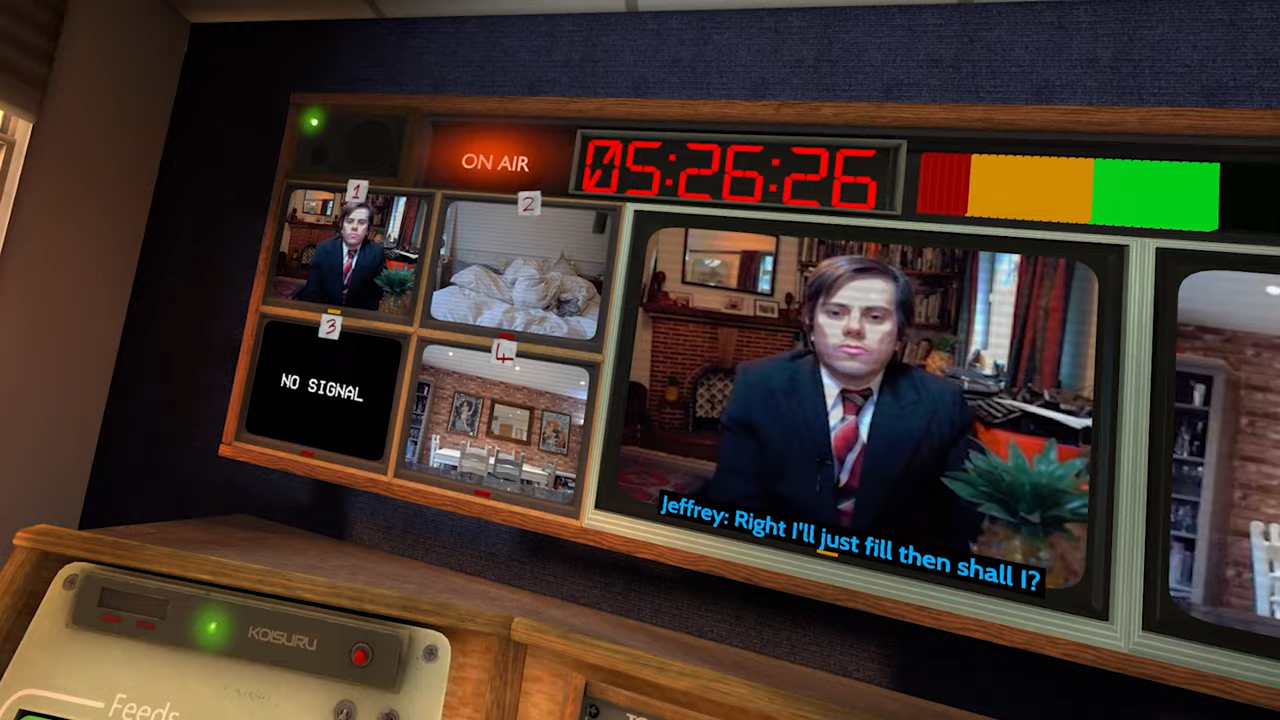 ON AIR
05:26:26
1
2
3
4
NO SIGNAL
Jeffrey: Right I'll just fill then shall I?
KOISURU
Feeds